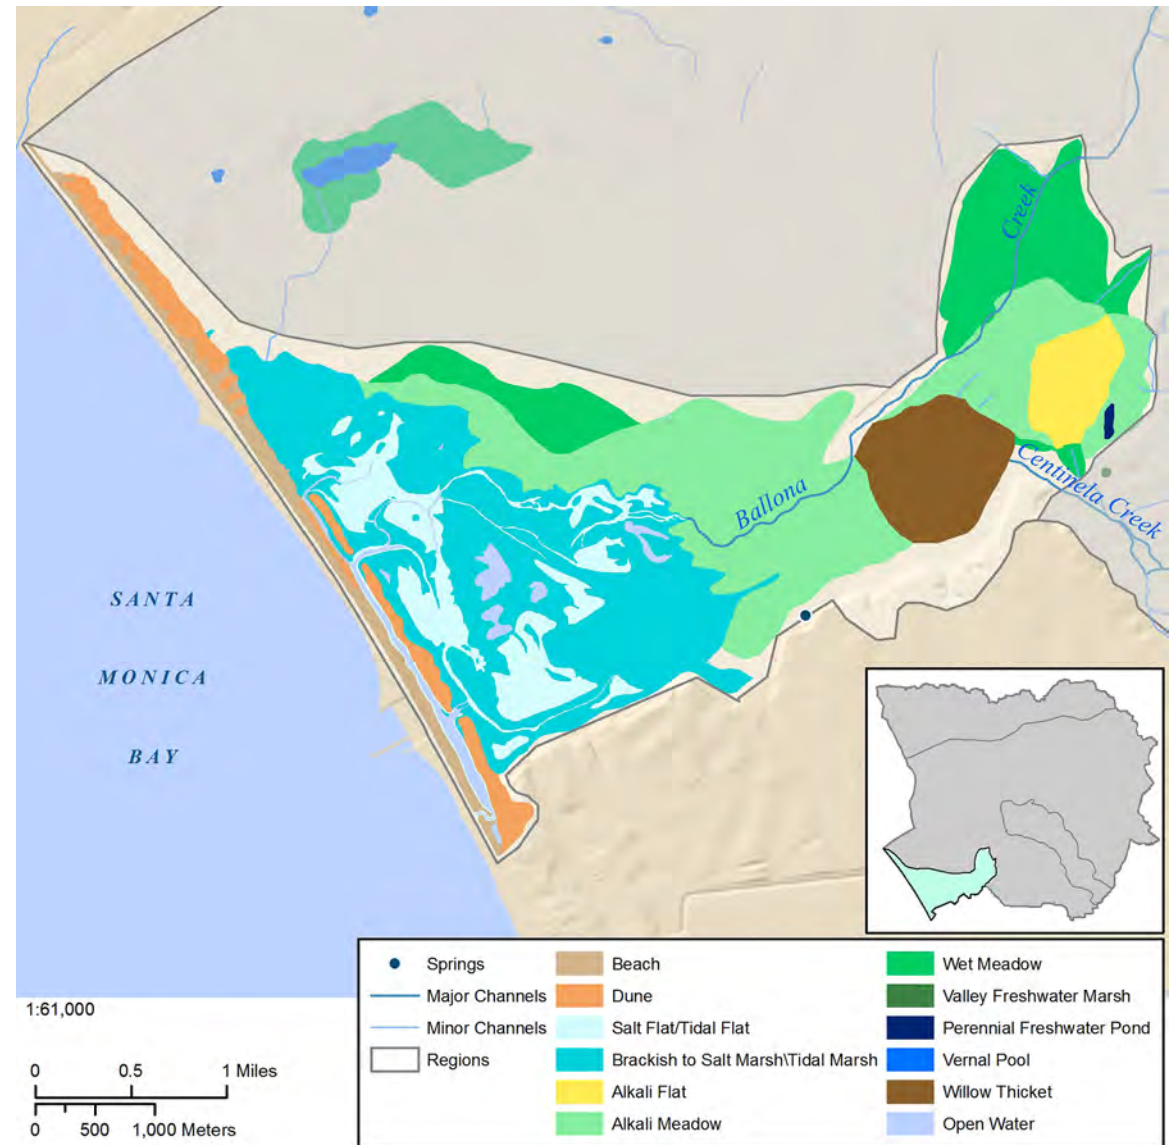 Creek
Centinela Creek
Ballona
SANTA
MONICA
BAY
Springs
Major Channels
Minor Channels
Regions
Beach
Dune
Salt Flat/Tidal Flat
Brackish to Salt Marsh\Tidal Marsh
Alkali Flat
Alkali Meadow
Wet Meadow
Valley Freshwater Marsh
Perennial Freshwater Pond
Vernal Pool
Willow Thicket
Open Water
1:61,000
0 0.5 1 Miles
0 500 1,000 Meters